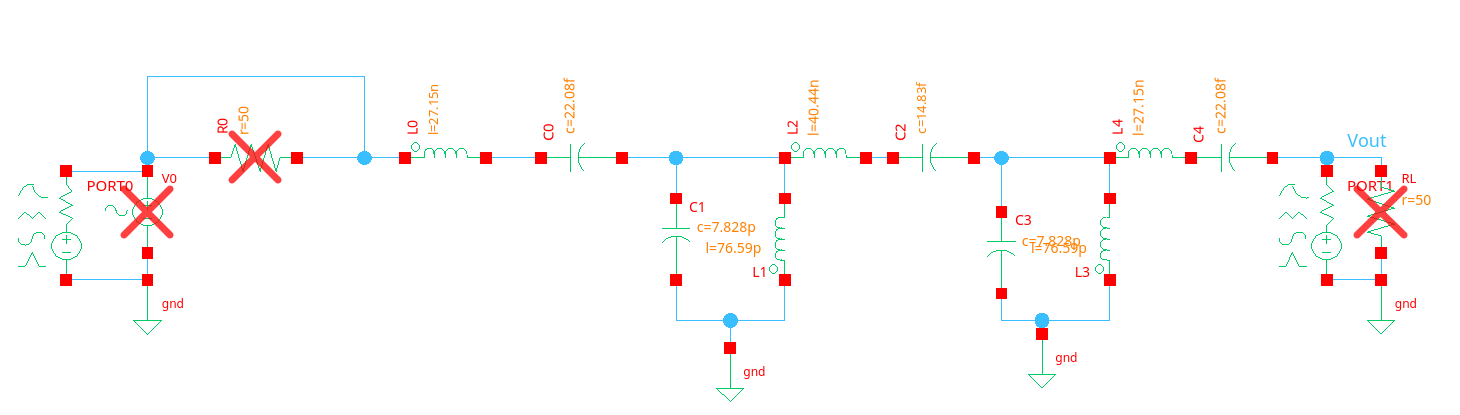 R0
r=50
L0
l=27.15n
C0
c=22.08f
L2
l=40.44n
C2
c=14.83f
L4
l=27.15n
C4
c=22.08f
Vout
PORT0
V0
C1
c=7.828p
l=76.59p
L1
C3
c=7.828p
l=76.59p
L3
PORT1
RL
r=50
gnd
gnd
gnd
gnd